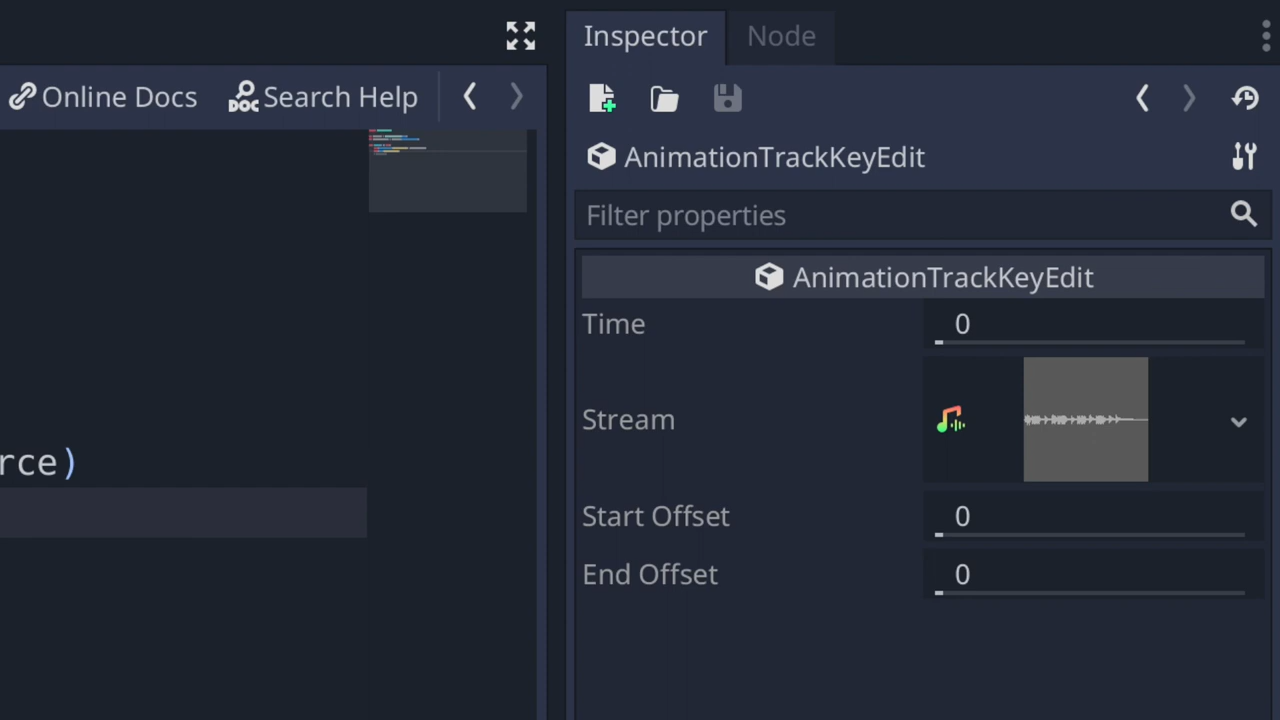 Inspector
Node
Online Docs
DOC
Search Help
AnimationTrackKeyEdit
Filter properties
AnimationTrackKeyEdit
Time
0
Stream
rce)
Start Offset
0
End Offset
0